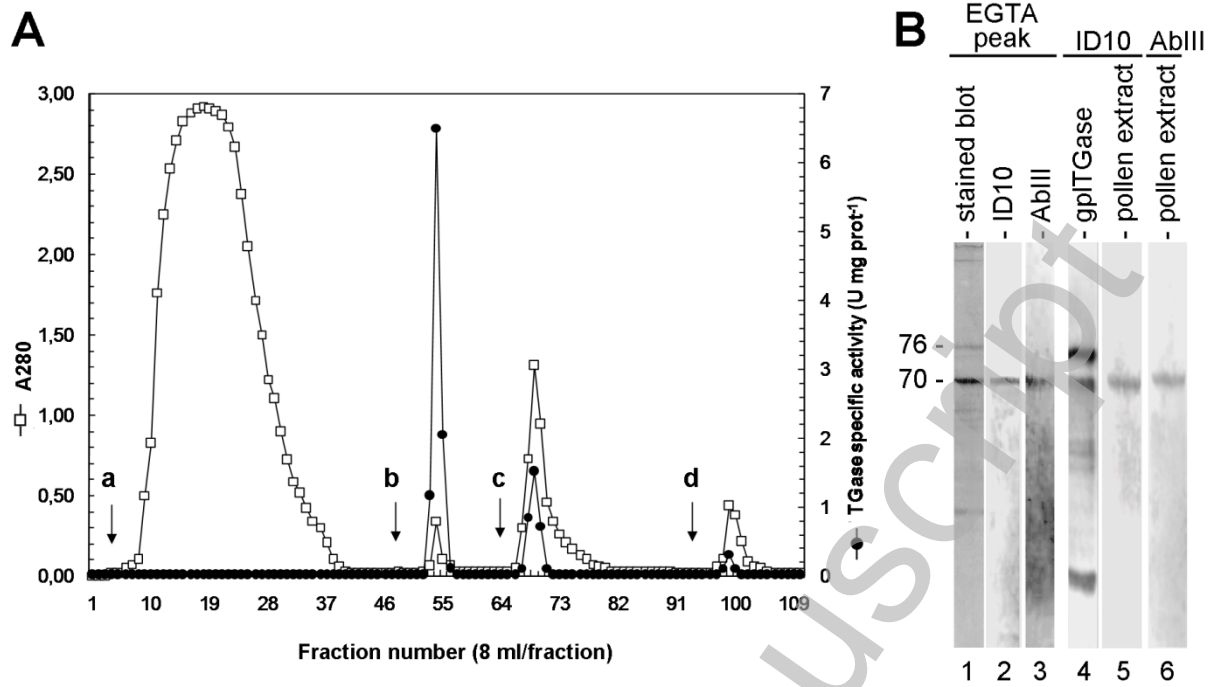 A
3,00
2,50
2,00
1,50
1,00
0,50
0,00
A280
a
b
c
d
7
6
5
4
3
2
1
0
TGase specific activity (U mg prot-1)
1 10 19 28 37 46 55 64 73 82 91 100 109
Fraction number (8 ml/fraction)
B
EGTA
peak
ID10
AbIII
- stained blot
- ID10
- AbIII
- gplTGase
- pollen extract
- pollen extract
76 -
70 -
1 2 3 4 5 6
uscript